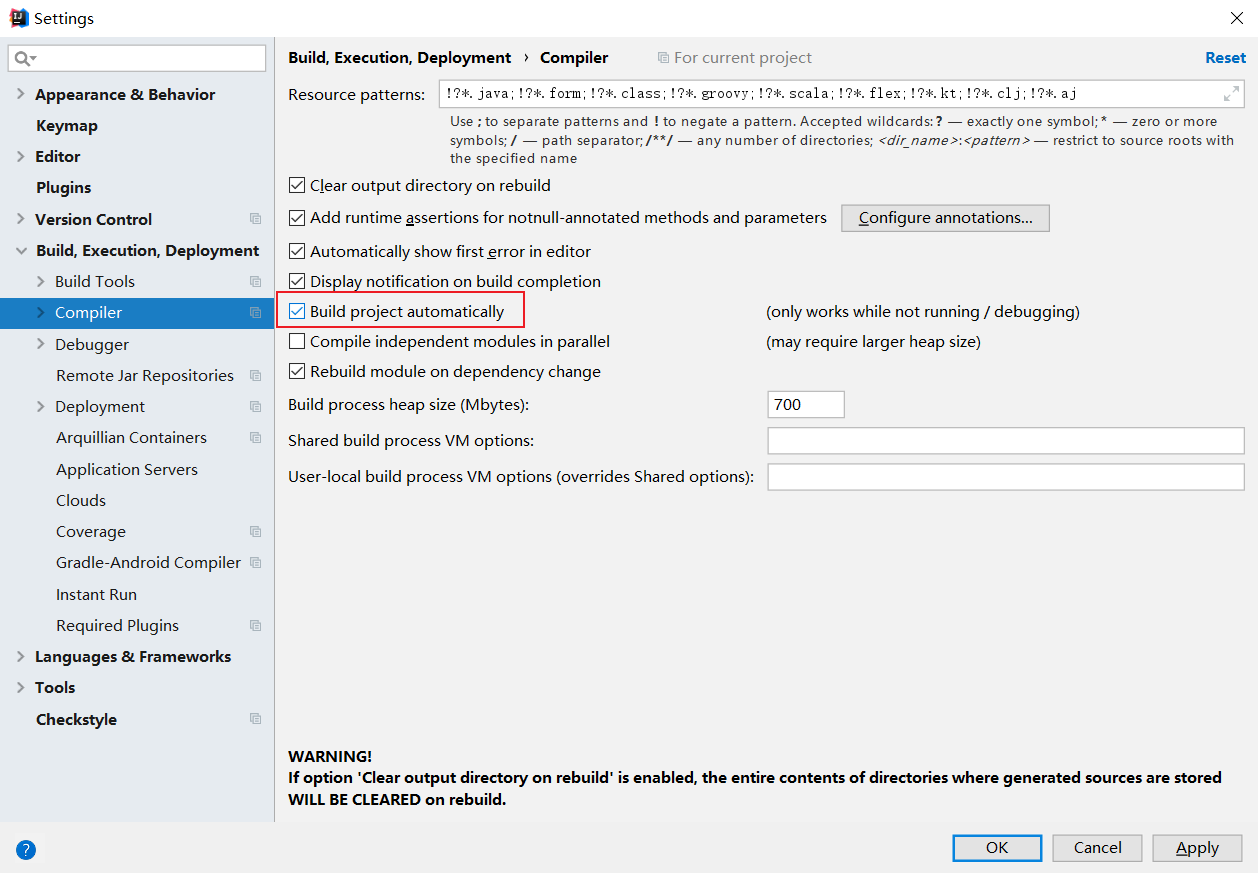 Settings
Appearance & Behavior
Keymap
Editor
Plugins
Version Control
Build, Execution, Deployment
Build Tools
Compiler
Debugger
Remote Jar Repositories
Deployment
Arquillian Containers
Application Servers
Clouds
Coverage
Gradle-Android Compiler
Instant Run
Required Plugins
Languages & Frameworks
Tools
Checkstyle
Build, Execution, Deployment › Compiler For current project Reset
Resource patterns: !?*.java;!?*.form;!?*.class;!?*.groovy;!?*.scala;!?*.flex;!?*.kt;!?*.clj;!?*.aj
Use ; to separate patterns and ! to negate a pattern. Accepted wildcards: ? — exactly one symbol; * — zero or more
symbols; / — path separator; /**/ — any number of directories; <dir_name>:<pattern> — restrict to source roots with
the specified name
Clear output directory on rebuild
Add runtime assertions for notnull-annotated methods and parameters Configure annotations...
Automatically show first error in editor
Display notification on build completion
Build project automatically (only works while not running / debugging)
Compile independent modules in parallel (may require larger heap size)
Rebuild module on dependency change
Build process heap size (Mbytes): 700
Shared build process VM options:
User-local build process VM options (overrides Shared options):
WARNING!
If option 'Clear output directory on rebuild' is enabled, the entire contents of directories where generated sources are stored
WILL BE CLEARED on rebuild.
? OK Cancel Apply